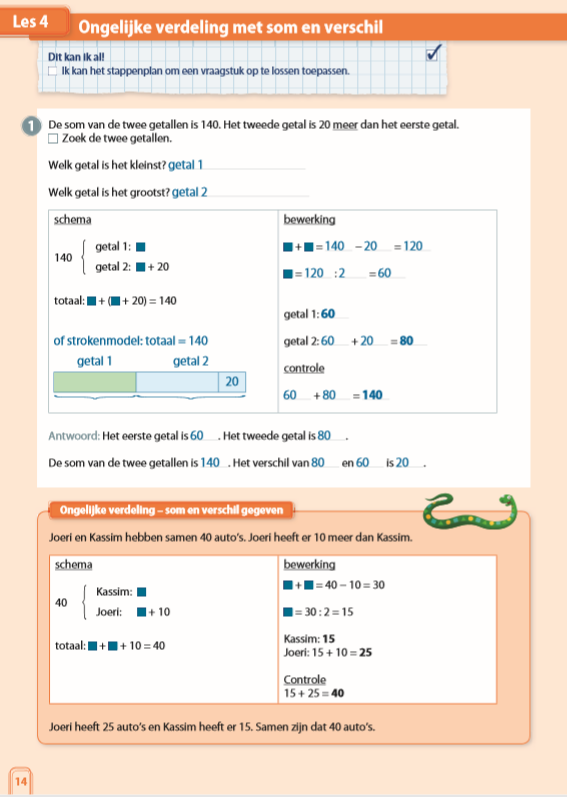 Les 4
Ongelijke verdeling met som en verschil
Dit kan ik al!
Ik kan het stappenplan om een vraagstuk op te lossen toepassen.
1 De som van de twee getallen is 140. Het tweede getal is 20 meer dan het eerste getal.
Zoek de twee getallen.
Welk getal is het kleinst? getal 1
Welk getal is het grootst? getal 2
schema
140
getal 1: ■
getal 2: ■ + 20
totaal: ■ + (■ + 20) = 140
of strokenmodel: totaal = 140
getal 1 getal 2
20
bewerking
■ + ■ = 140 - 20 = 120
■ = 120 : 2 = 60
getal 1: 60
getal 2: 60 + 20 = 80
controle
60 + 80 = 140
Antwoord: Het eerste getal is 60. Het tweede getal is 80.
De som van de twee getallen is 140. Het verschil van 80 en 60 is 20.
Ongelijke verdeling – som en verschil gegeven
Joeri en Kassim hebben samen 40 auto's. Joeri heeft er 10 meer dan Kassim.
schema
40
Kassim: ■
Joeri: ■ + 10
totaal: ■ + ■ + 10 = 40
bewerking
■ + ■ = 40 – 10 = 30
■ = 30 : 2 = 15
Kassim: 15
Joeri: 15 + 10 = 25
Controle
15 + 25 = 40
Joeri heeft 25 auto's en Kassim heeft er 15. Samen zijn dat 40 auto's.
14